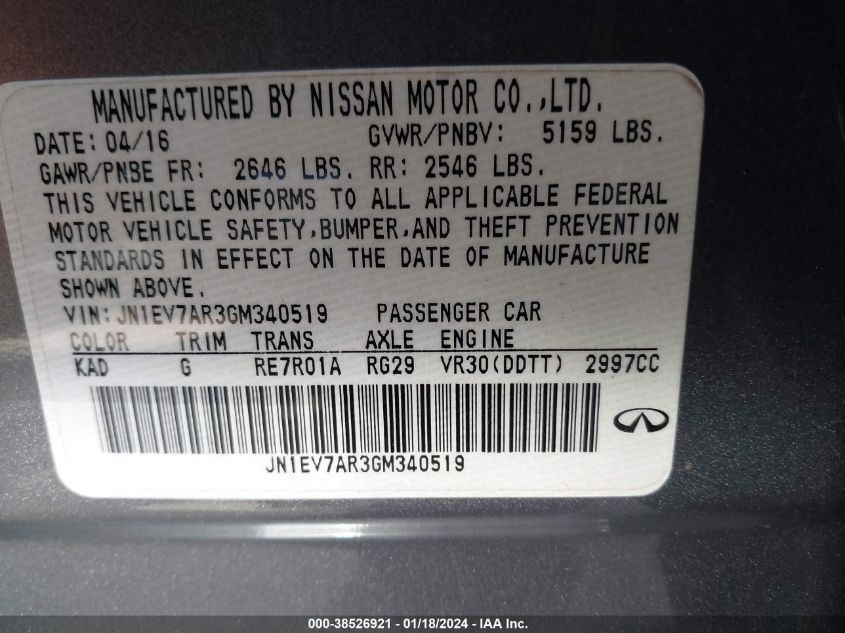 MANUFACTURED BY NISSAN MOTOR CO.,LTD.
DATE: 04/16 GVWR/PNBV: 5159 LBS.
GAWR/PNBE FR: 2646 LBS. RR: 2546 LBS.
THIS VEHICLE CONFORMS TO ALL APPLICABLE FEDERAL
MOTOR VEHICLE SAFETY,BUMPER,AND THEFT PREVENTION
STANDARDS IN EFFECT ON THE DATE OF MANUFACTURE
SHOWN ABOVE.
VIN:JN1EV7AR3GM340519 PASSENGER CAR
COLOR TRIM TRANS AXLE ENGINE
KAD G RE7R01A RG29 VR30(DDTT) 2997CC
JN1EV7AR3GM340519
000-38526921 - 01/18/2024 - IAA Inc.